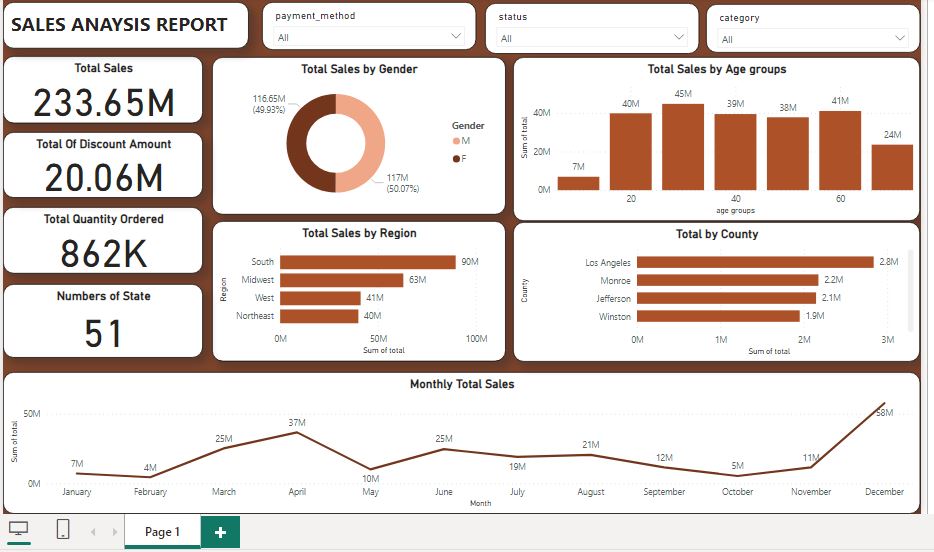 SALES ANAYSIS REPORT
payment_method
All
status
All
category
All
Total Sales
233.65M
Total Of Discount Amount
20.06M
Total Quantity Ordered
862K
Numbers of State
51
Total Sales by Gender
116.65M
(49.93%)
117M
(50.07%)
Gender
M
F
Total Sales by Age groups
Sum of total
40M
20M
0M
7M
40M
45M
39M
38M
41M
24M
20
40
60
age groups
Total Sales by Region
Region
South
90M
Midwest
63M
West
41M
Northeast
40M
0M
50M
100M
Sum of total
Total by County
County
Los Angeles
2.8M
Monroe
2.2M
Jefferson
2.1M
Winston
1.9M
0M
1M
2M
3M
Sum of total
Monthly Total Sales
Sum of total
50M
0M
7M
4M
25M
37M
10M
25M
19M
21M
12M
5M
11M
58M
January
February
March
April
May
June
July
August
September
October
November
December
Month
Page 1
+